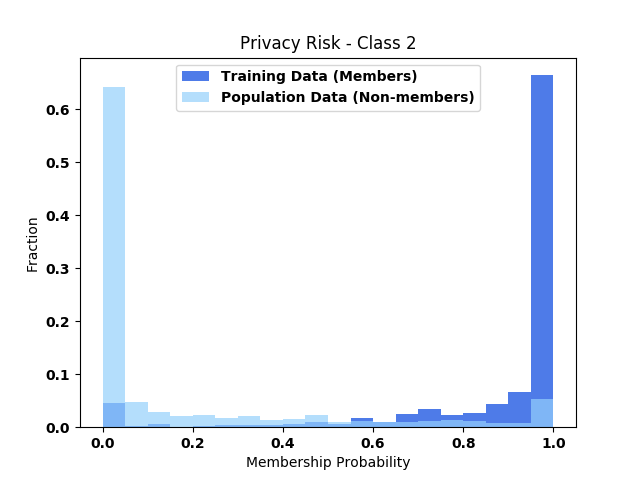 Privacy Risk - Class 2
Training Data (Members)
Population Data (Non-members)
Fraction
0.6
0.5
0.4
0.3
0.2
0.1
0.0
0.0 0.2 0.4 0.6 0.8 1.0
Membership Probability